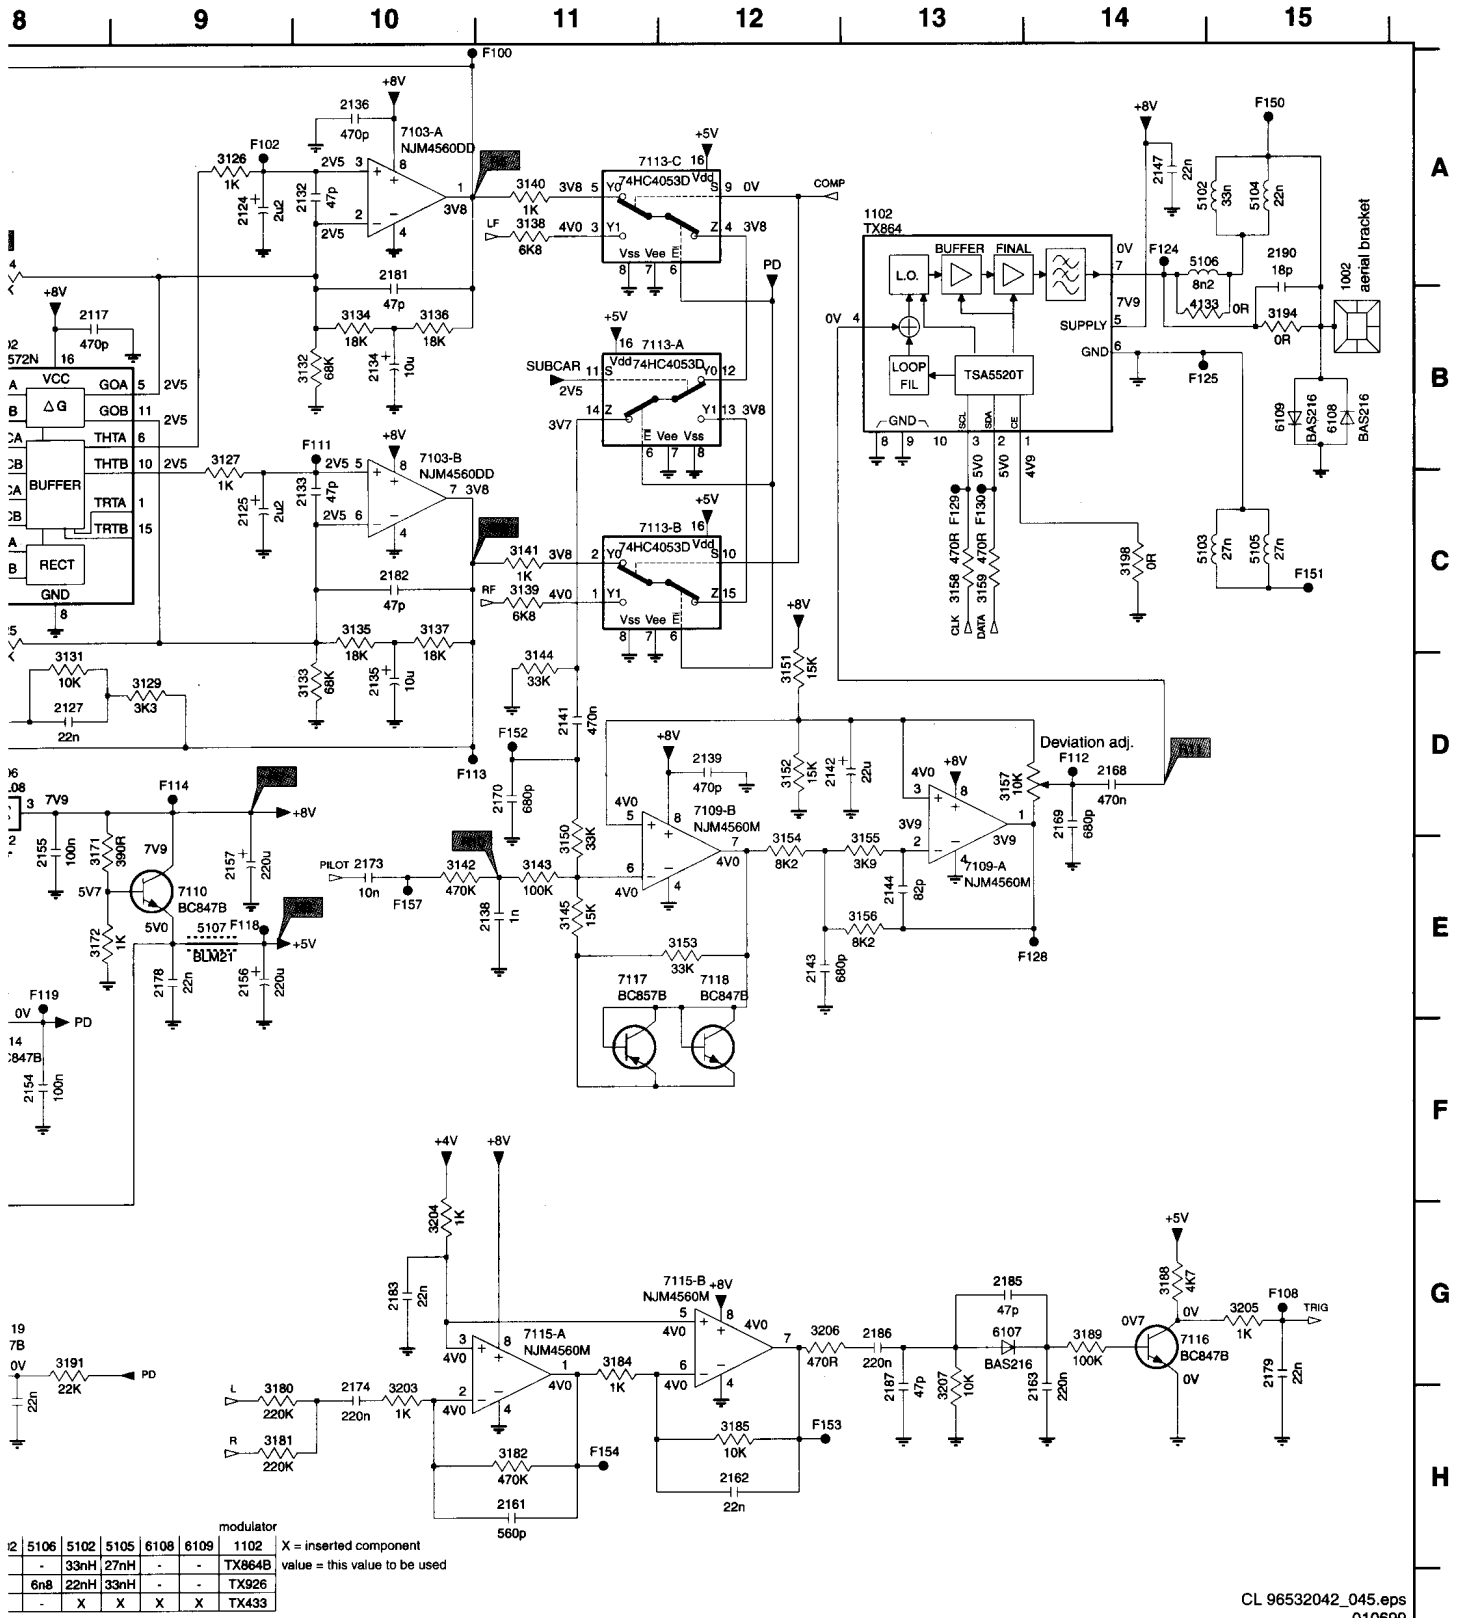 8 9 10 11 12 13 14 15
F100
+8V
2136
470p
7103-A
NJM4560DD
F102
3126
1K
2V5 3
8
2124
2u2
2132
47p
2
2V5
4
1
3V8
3140
1K
3V8 5
LF
3138
6K8
4V0 3
+5V
7113-C
16
74HC4053D
Vdd
Y0
S 9 0V
Y1
Z 4 3V8
Vss Vee E
8 7 6
COMP
PD
A
F150
+8V
2147
22n
5102
33n
5104
22n
1102
TX864
BUFFER FINAL
L.O.
0V
7
F124
5106
8n2
2190
18p
1002
aerial bracket
4133
0R
3194
0R
7V9
SUPPLY 5
GND 6
F125
0V 4
LOOP
FIL
TSA5520T
GND
SCL SDA CE
8 9 10 3 2 1
5V0 5V0 4V9
6109
BAS216
6108
BAS216
B
2181
47p
3134
18K
3136
18K
3132
68K
2134
10u
+8V
2117
470p
572N 16
VCC
ΔG
GOA 5 2V5
GOB 11 2V5
THTA 6
THTB 10 2V5
BUFFER
TRTA 1
TRTB 15
RECT
GND
8
+5V
7113-A
16
Vdd
74HC4053D
SUBCAR
2V5
11 S
Y0 12
14 Z
3V7
Y1 13 3V8
E Vee Vss
6 7 8
3127
1K
F111
+8V
7103-B
NJM4560DD
2V5 5
8
7 3V8
2125
2u2
2133
47p
2V5 6
4
+5V
7113-B
16
74HC4053D
Vdd
3141
1K
3V8 2 Y0
S 10
RF
3139
6K8
4V0 1 Y1
Z 15
Vss Vee E
8 7 6
F129
F130
3158 470R
3159 470R
CLK
DATA
3198
0R
5103
27n
5105
27n
F151
C
2182
47p
3135
18K
3137
18K
3133
68K
2135
10u
3131
10K
3129
3K3
2127
22n
3144
33K
2141
470n
F152
F113
+8V
3151
15K
+8V
2139
470p
3152
15K
2142
22u
4V0
3
+8V
8
3157
10K
Deviation adj.
F112
2168
470n
2169
680p
D
2170
680p
3150
33K
4V0
5
8
7109-B
NJM4560M
7
4V0
6
4V0
4
3154
8K2
3155
3K9
3V9
2
1
3V9
4
7109-A
NJM4560M
2144
82p
3156
8K2
2143
680p
F128
3 7V9
F114
+8V
2155
100n
3171
390R
7V9
2157
220u
5V7
7110
BC847B
3172
1K
5V0
5107
BLM21
F118
+5V
2178
22n
2156
220u
PILOT
2173
10n
F157
3142
470K
3143
100K
2138
1n
3145
15K
3153
33K
7117
BC857B
7118
BC847B
E
F119
0V
PD
14
C847B
2154
100n
F
+4V
+8V
3204
1K
2183
22n
7115-A
NJM4560M
3
4V0
8
1
4V0
2
4V0
4
3184
1K
7115-B
NJM4560M
+8V
5
4V0
8
4V0
7
6
4V0
4
3206
470R
2186
220n
2187
47p
3207
10K
2185
47p
6107
BAS216
2163
220n
3189
100K
+5V
3188
4K7
0V7
0V
7116
BC847B
0V
3205
1K
F108
TRIG
2179
22n
G
19
7B
0V
3191
22K
PD
22n
L
3180
220K
R
3181
220K
2174
220n
3203
1K
3182
470K
F154
2161
560p
3185
10K
F153
2162
22n
H
modulator
5106 5102 5105 6108 6109 1102 X = inserted component
- 33nH 27nH - - TX864B value = this value to be used
6n8 22nH 33nH - - TX926
- X X X X TX433
CL 96532042_045.eps